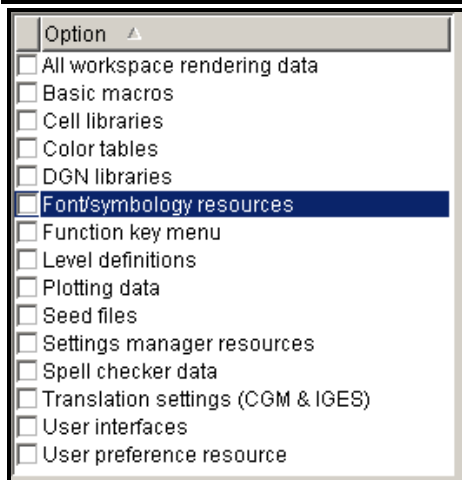 Option
All workspace rendering data
Basic macros
Cell libraries
Color tables
DGN libraries
Font/symbology resources
Function key menu
Level definitions
Plotting data
Seed files
Settings manager resources
Spell checker data
Translation settings (CGM & IGES)
User interfaces
User preference resource